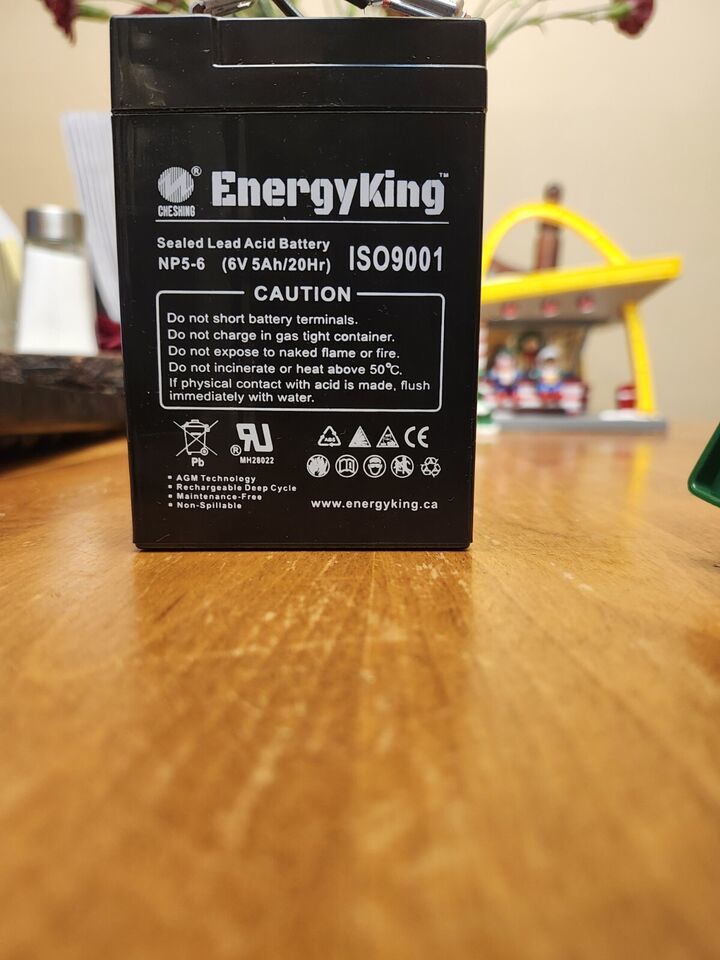 ®
CHESHING
EnergyKing™
Sealed Lead Acid Battery
NP5-6 (6V 5Ah/20Hr) ISO9001
CAUTION
Do not short battery terminals.
Do not charge in gas tight container.
Do not expose to naked flame or fire.
Do not incinerate or heat above 50°C.
If physical contact with acid is made, flush
immediately with water.
Pb
® RU
MH28022
ABS
CE
▪ AGM Technology
▪ Rechargeable Deep Cycle
▪ Maintenance-Free
▪ Non-Spillable
www.energyking.ca